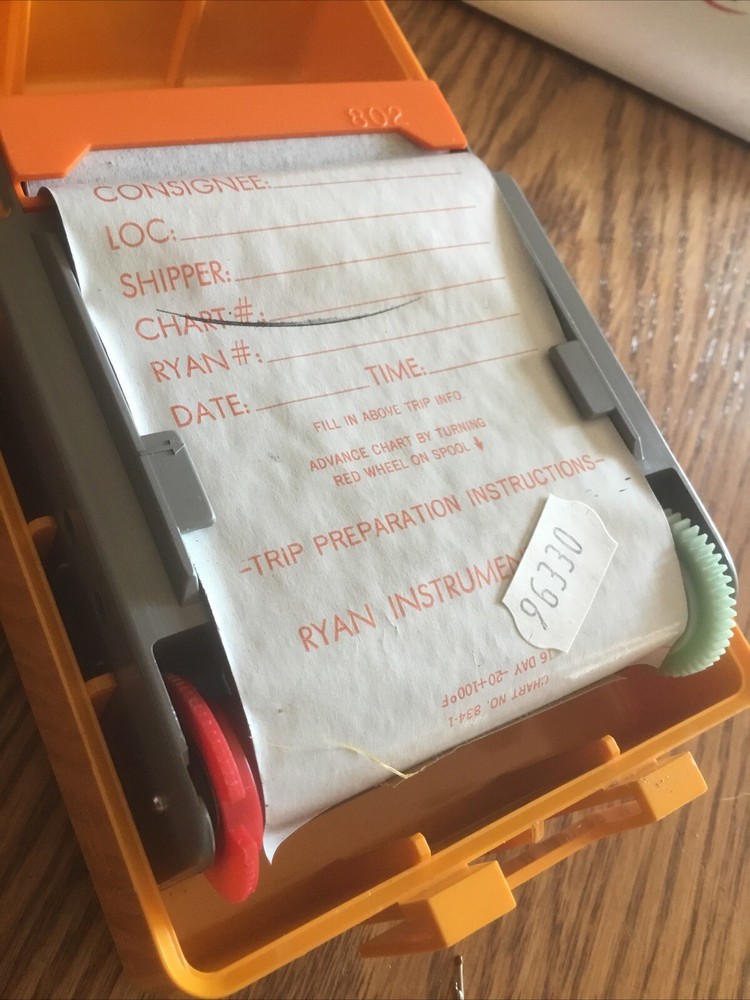 802
CONSIGNEE:
LOC:
SHIPPER:
CHART #:
RYAN #:
DATE: TIME:
FILL IN ABOVE TRIP INFO
ADVANCE CHART BY TURNING
RED WHEEL ON SPOOL
-TRIP PREPARATION INSTRUCTIONS-
RYAN INSTRUMEN
96330
CHART NO. 834-1
16 DAY -20+100°F